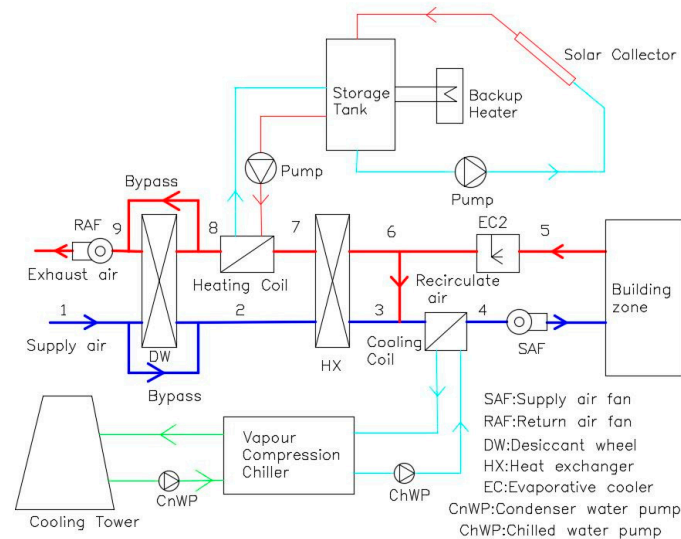 Solar Callector
Storage
Tank
Backup
Heater
Pump
Pump
Bypass
RAF
9
8
7
6
EC2
5
Exhaust air
Heating Coil
Recirculate
air
Building
zone
1
2
3
4
Supply air
DW
HX
Cooling
Coil
SAF
Bypass
SAF:Supply air fan
RAF:Return air fan
DW:Desiccant wheel
HX:Heat exchanger
EC:Evaporative cooler
CnWP:Condenser water pump
ChWP:Chilled water pump
Vapour
Compression
Chiller
CnWP
ChWP
Cooling Tower